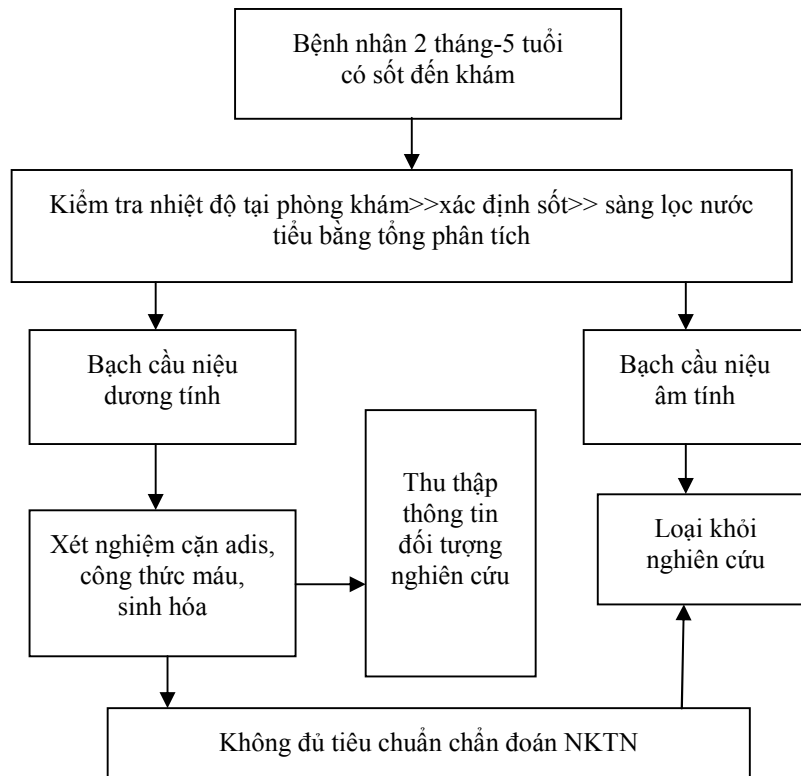 Bệnh nhân 2 tháng-5 tuổi
có sốt đến khám
Kiểm tra nhiệt độ tại phòng khám>>xác định sốt>> sàng lọc nước
tiểu bằng tổng phân tích
Bạch cầu niệu
dương tính
Bạch cầu niệu
âm tính
Xét nghiệm cặn adis,
công thức máu,
sinh hóa
Thu thập
thông tin
đối tượng
nghiên cứu
Loại khỏi
nghiên cứu
Không đủ tiêu chuẩn chẩn đoán NKTN